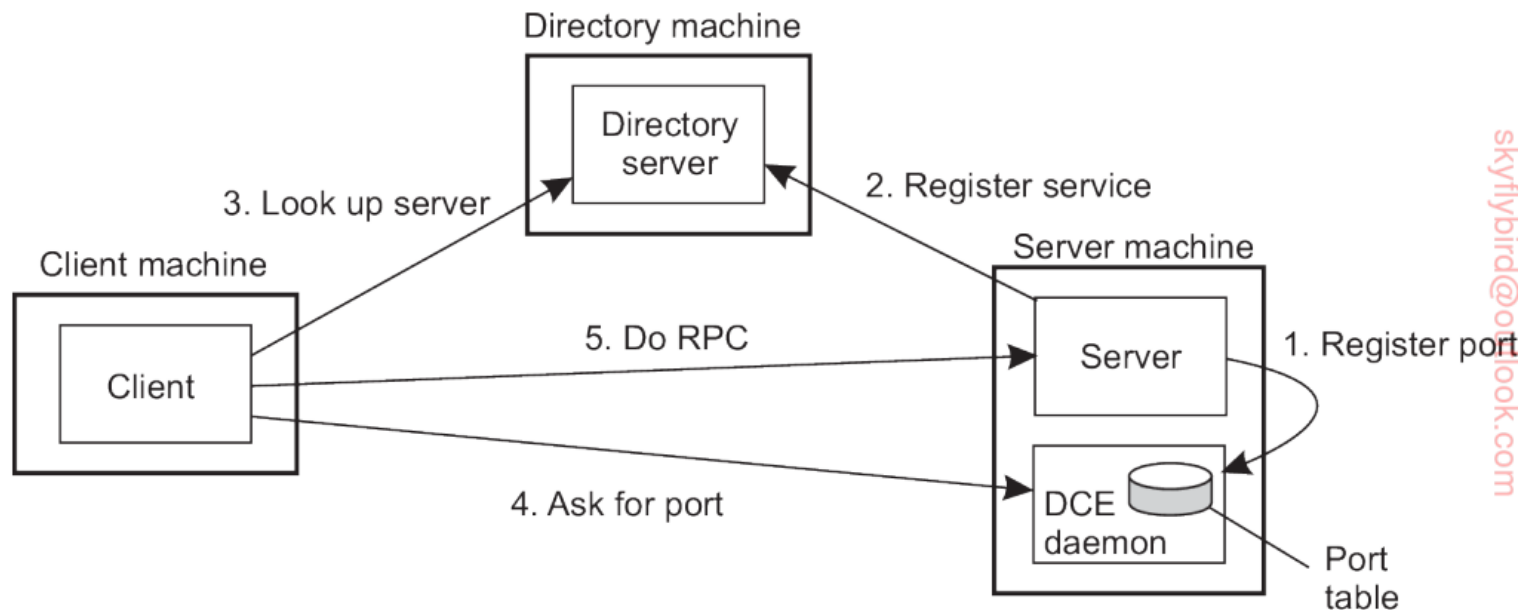 Directory machine
Directory
server
3. Look up server
2. Register service
Client machine
Server machine
Client
5. Do RPC
Server
1. Register port
4. Ask for port
DCE
daemon
Port
table
skyflybird@outlook.com